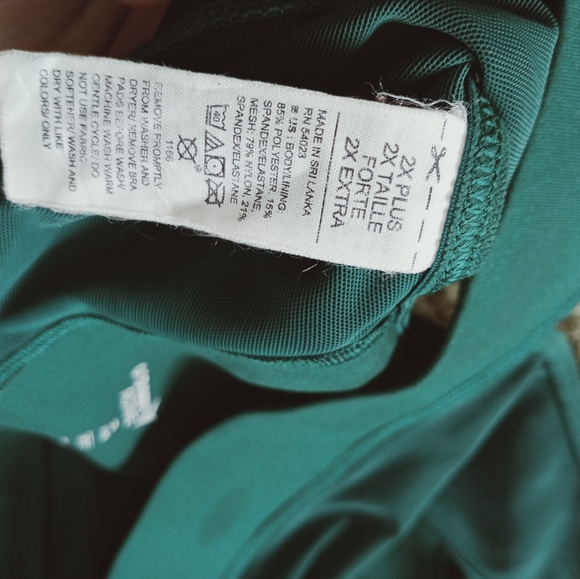 2X PLUS
2X TAILLE
FORTE
2X EXTRA
MADE IN SRI LANKA
RN 54023
US: BODY/LINING
85% POLYESTER, 15%
SPANDEX/ELASTANE,
MESH: 79% NYLON, 21%
SPANDEX/ELASTANE
40
1166
REMOVE PROMPTLY
FROM WASHER AND
DRYER/ REMOVE BRA
PADS BEFORE WASH/
MACHINE WASH WARM
GENTLE CYCLE/ DO
NOT USE FABRIC
SOFTENER/ WASH AND
DRY WITH LIKE
COLORS/ ONLY